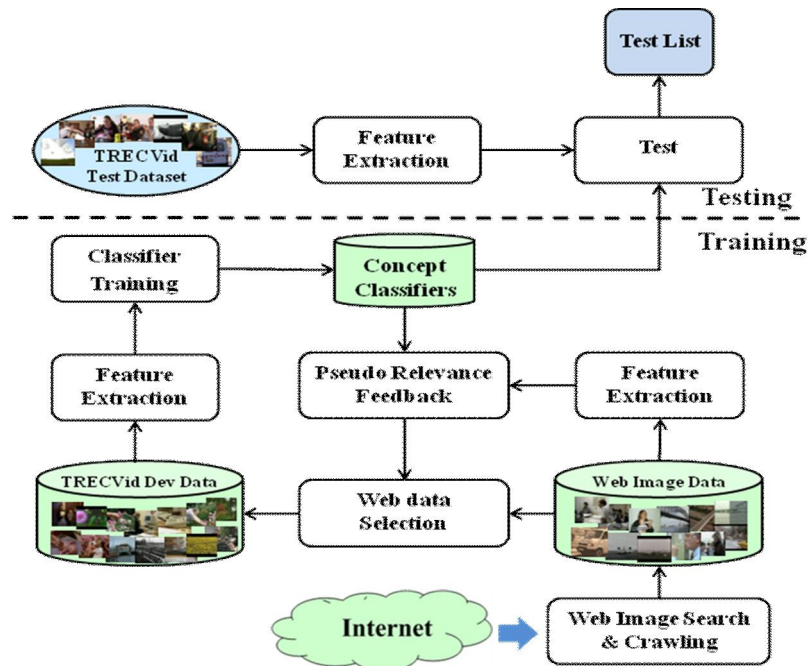 Test List
TRECVid
Test Dataset
Feature
Extraction
Test
Testing
Training
Classifier
Training
Concept
Classifiers
Feature
Extraction
Pseudo Relevance
Feedback
Feature
Extraction
TRECVid Dev Data
Web data
Selection
Web Image Data
Internet
Web Image Search
& Crawling